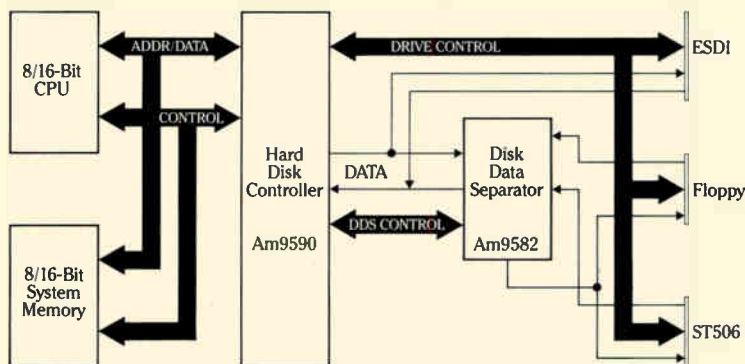 8/16-Bit
CPU
ADDR/DATA
CONTROL
8/16-Bit
System
Memory
Hard
Disk
Controller
Am9590
DRIVE CONTROL
DATA
DDS CONTROL
Disk
Data
Separator
Am9582
ESDI
Floppy
ST506